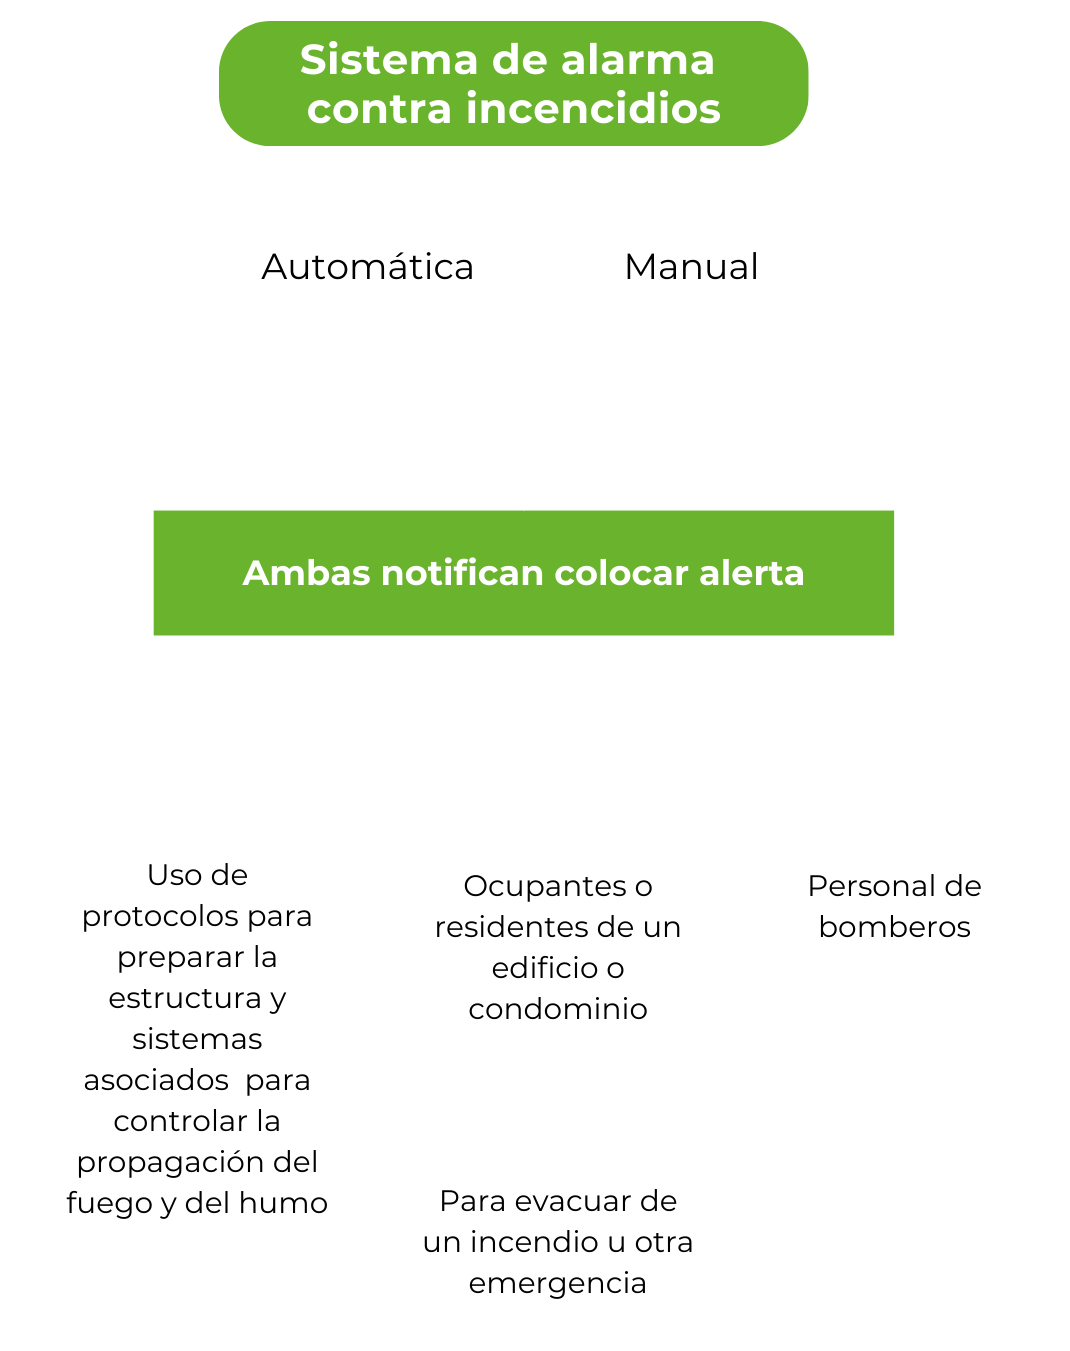 Sistema de alarma
contra incencidios
Automática
Manual
Ambas notifican colocar alerta
Uso de
protocolos para
preparar la
estructura y
sistemas
asociados  para
controlar la
propagación del
fuego y del humo
Ocupantes o
residentes de un
edificio o
condominio
Para evacuar de
un incendio u otra
emergencia
Personal de
bomberos